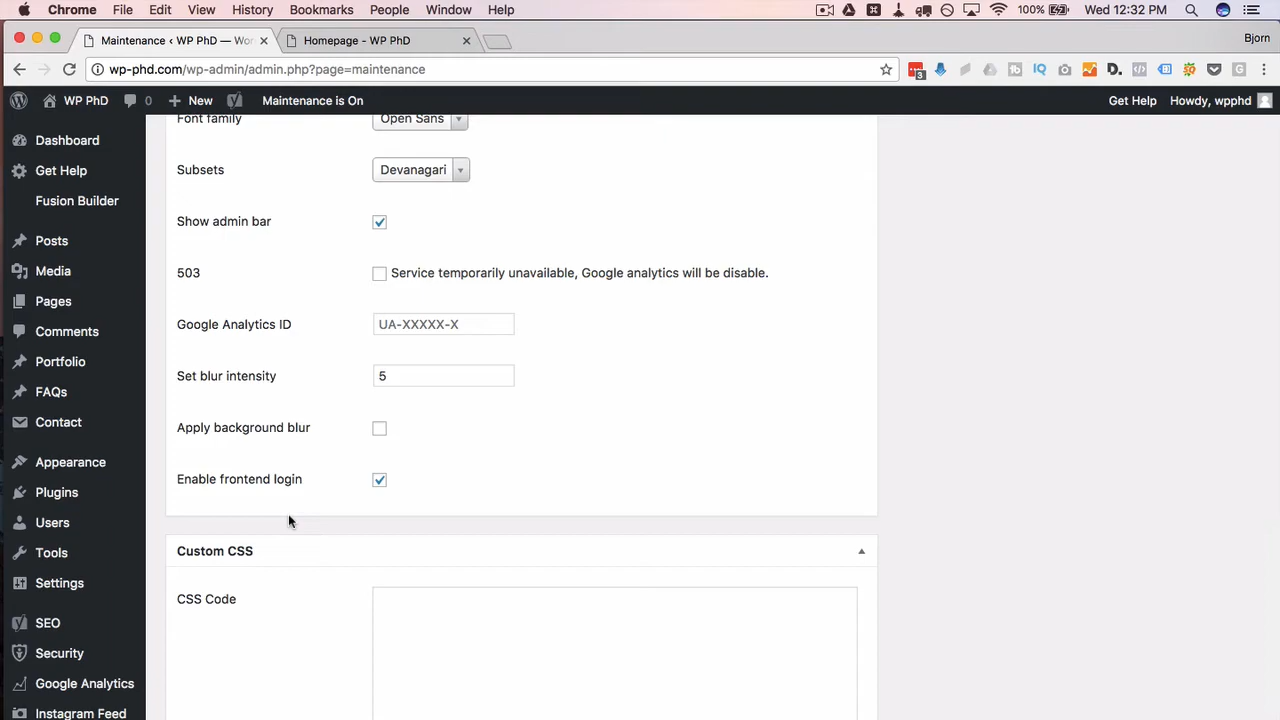 Chrome File Edit View History Bookmarks People Window Help 100% Wed 12:32 PM
Maintenance ‹ WP PhD — Wor Homepage - WP PhD Bjorn
wp-phd.com/wp-admin/admin.php?page=maintenance 3
WP PhD 0 New Maintenance is On Get Help Howdy, wpphd
Font family Open Sans
Dashboard
Subsets Devanagari
Get Help
Fusion Builder
Show admin bar
Posts
503 Service temporarily unavailable, Google analytics will be disable.
Media
Pages
Google Analytics ID UA-XXXXX-X
Comments
Portfolio
Set blur intensity 5
FAQs
Contact
Apply background blur
Appearance
Enable frontend login
Plugins
Users
Custom CSS
Tools
Settings
CSS Code
SEO
Security
Google Analytics
Instagram Feed